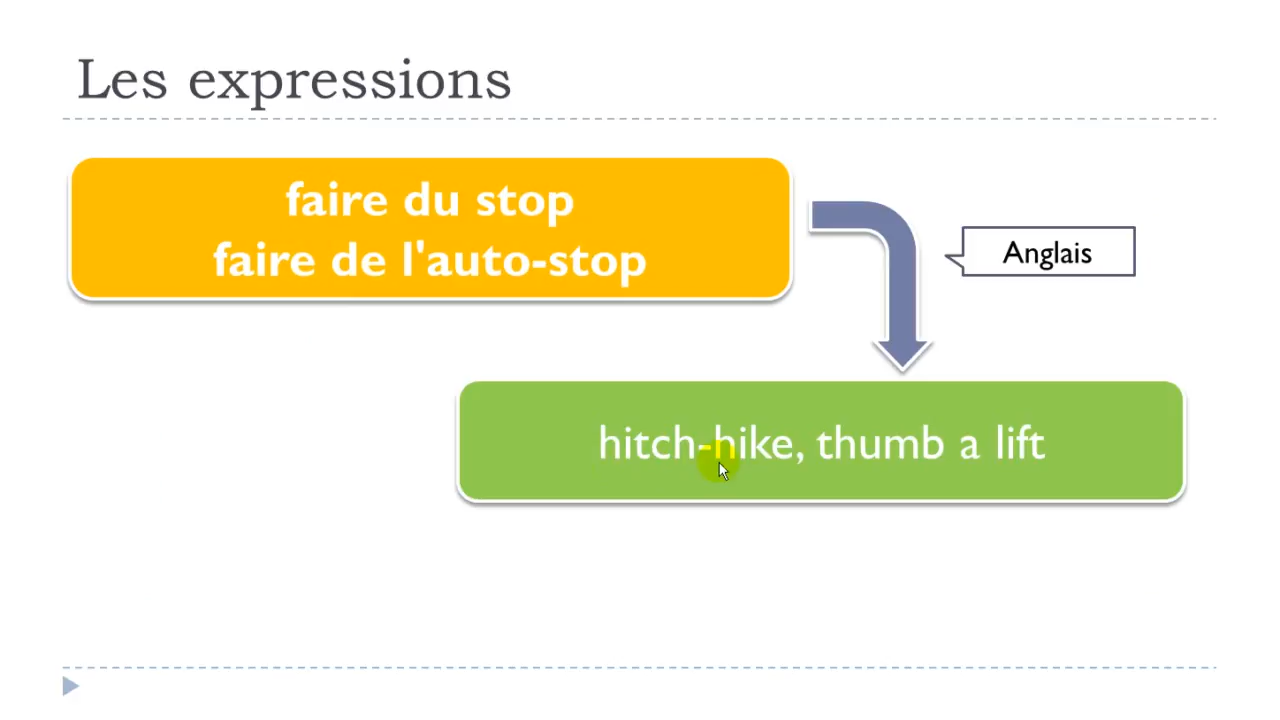 Les expressions
faire du stop
faire de l'auto-stop
Anglais
hitch-hike, thumb a lift